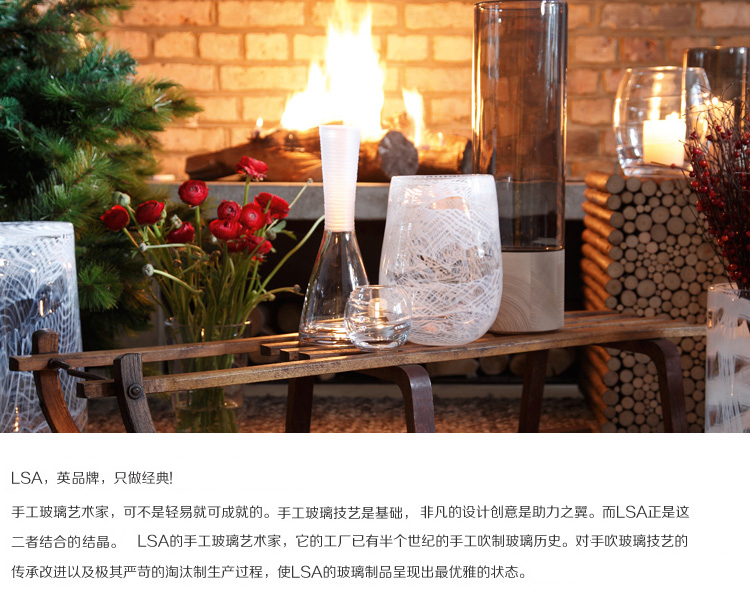 LSA，英品牌，只做经典!
手工玻璃艺术家，可不是轻易就可成就的。手工玻璃技艺是基础， 非凡的设计创意是助力之翼。而LSA正是这
二者结合的结晶。 LSA的手工玻璃艺术家，它的工厂已有半个世纪的手工吹制玻璃历史。对手吹玻璃技艺的
传承改进以及极其严苛的淘汰制生产过程，使LSA的玻璃制品呈现出最优雅的状态。